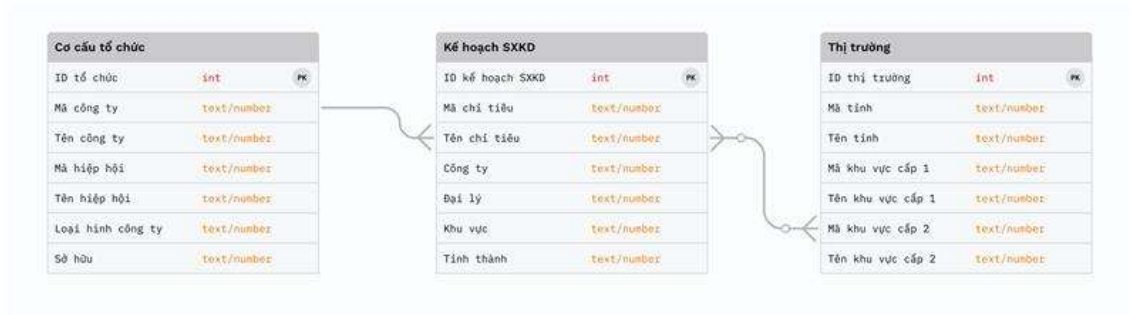 Cơ cấu tổ chức
ID tổ chức int PK
Mã công ty text/number
Tên công ty text/number
Mã hiệp hội text/number
Tên hiệp hội text/number
Loại hình công ty text/number
Sở hữu text/number
Kế hoạch SXKD
ID kế hoạch SXKD int PK
Mã chỉ tiêu text/number
Tên chỉ tiêu text/number
Công ty text/number
Đại lý text/number
Khu vực text/number
Tỉnh thành text/number
Thị trường
ID thị trường int PK
Mã tỉnh text/number
Tên tỉnh text/number
Mã khu vực cấp 1 text/number
Tên khu vực cấp 1 text/number
Mã khu vực cấp 2 text/number
Tên khu vực cấp 2 text/number